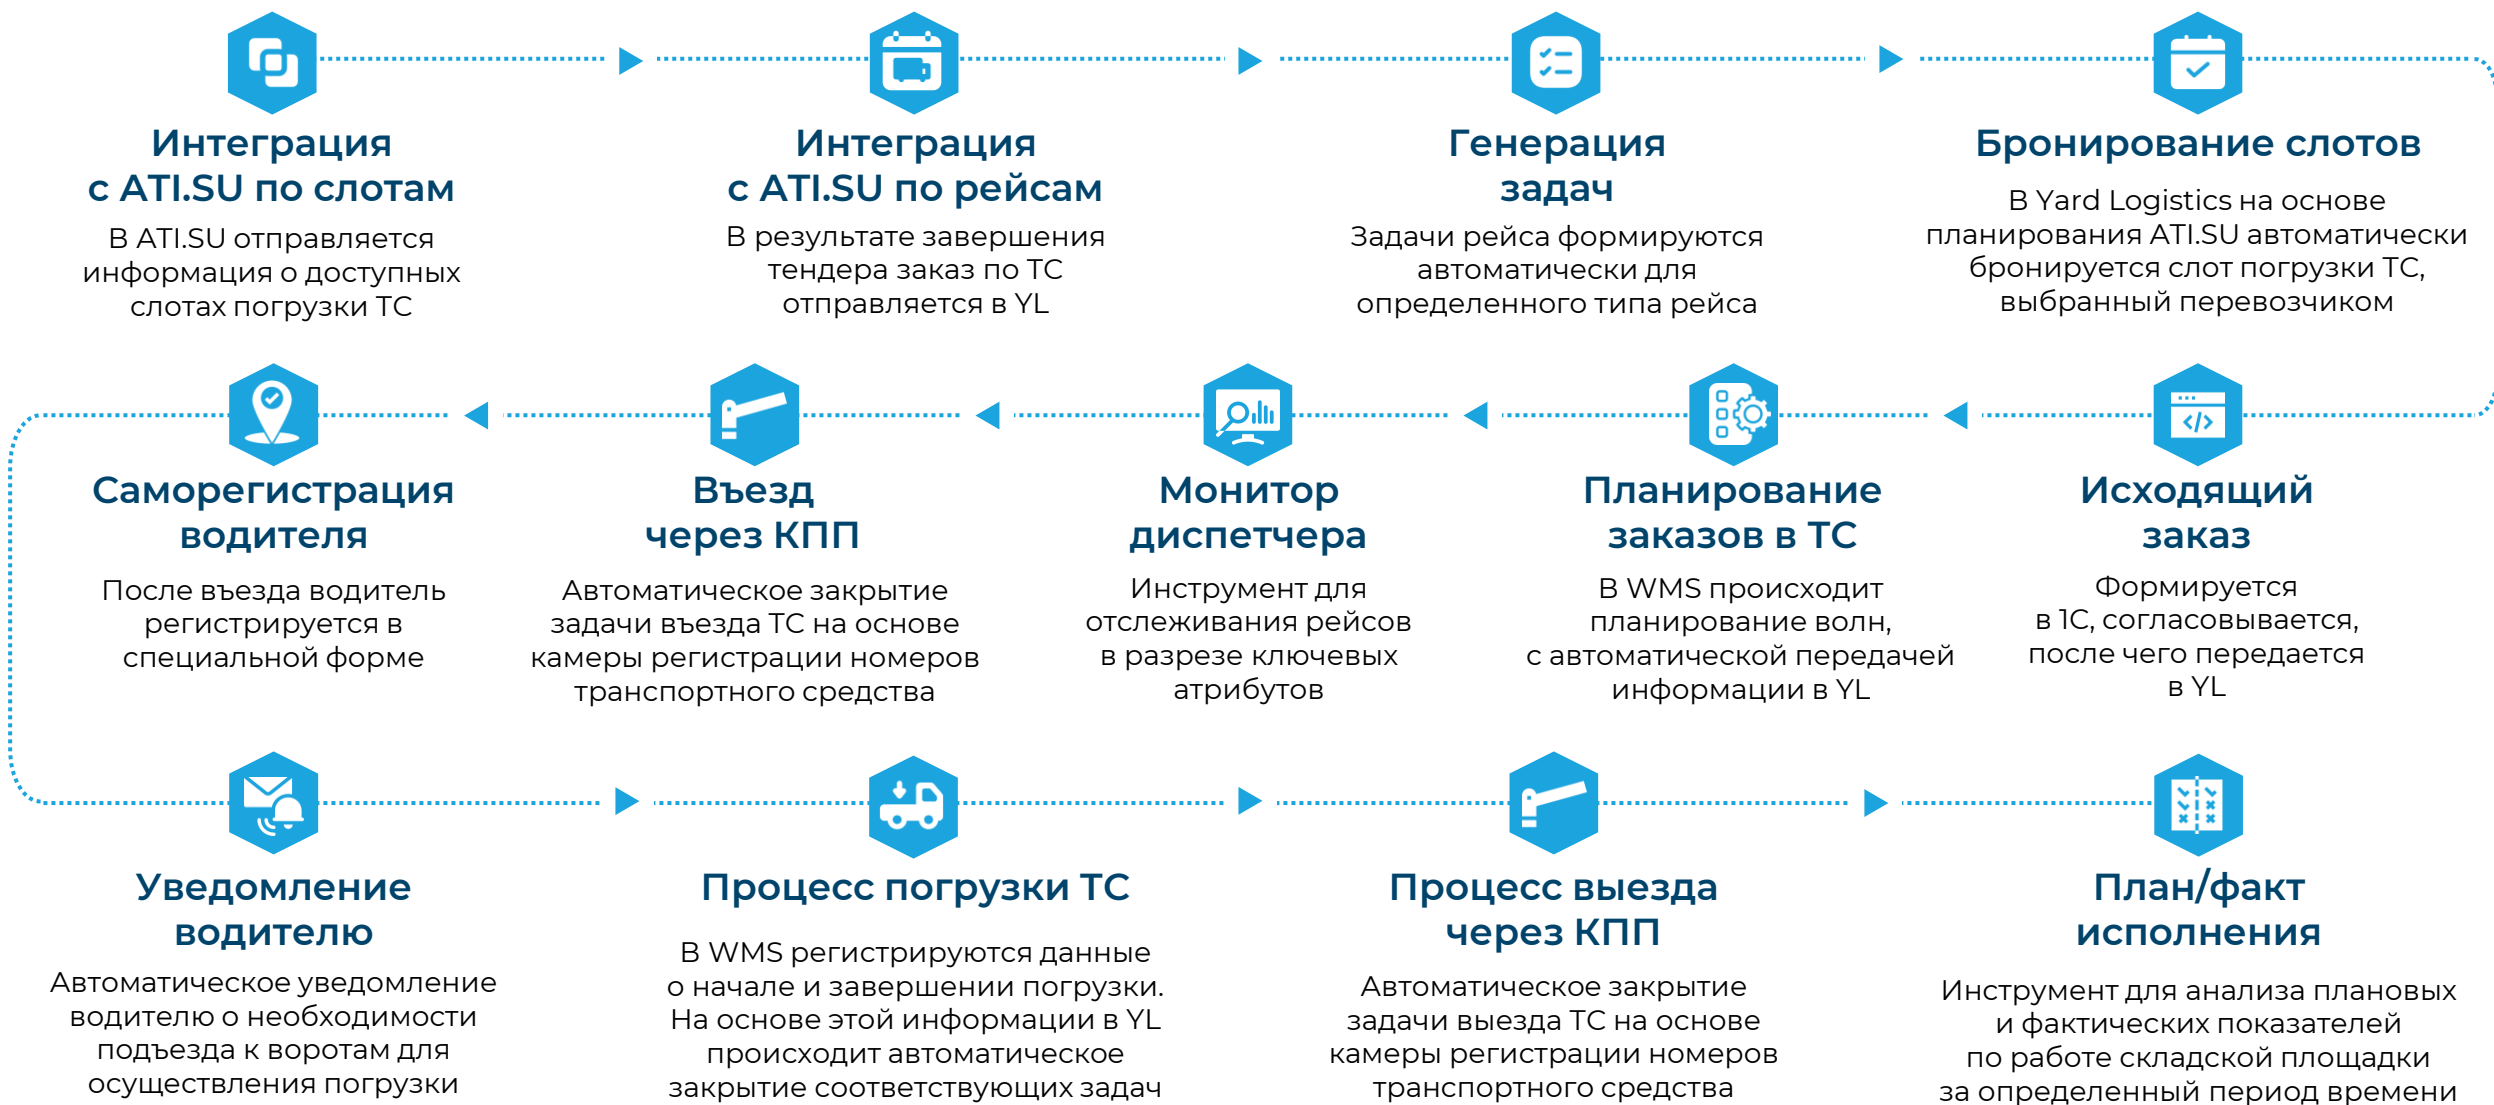 Интеграция
с ATI.SU по слотам
В ATI.SU отправляется
информация о доступных
слотах погрузки ТС
Интеграция
с ATI.SU по рейсам
В результате завершения
тендера заказ по ТС
отправляется в YL
Генерация
задач
Задачи рейса формируются
автоматически для
определенного типа рейса
Бронирование слотов
В Yard Logistics на основе
планирования ATI.SU автоматически
бронируется слот погрузки ТС,
выбранный перевозчиком
Исходящий
заказ
Формируется
в 1С, согласовывается,
после чего передается
в YL
Планирование
заказов в ТС
В WMS происходит
планирование волн,
с автоматической передачей
информации в YL
Монитор
диспетчера
Инструмент для
отслеживания рейсов
в разрезе ключевых
атрибутов
Въезд
через КПП
Автоматическое закрытие
задачи въезда ТС на основе
камеры регистрации номеров
транспортного средства
Саморегистрация
водителя
После въезда водитель
регистрируется в
специальной форме
Уведомление
водителю
Автоматическое уведомление
водителю о необходимости
подъезда к воротам для
осуществления погрузки
Процесс погрузки ТС
В WMS регистрируются данные
о начале и завершении погрузки.
На основе этой информации в YL
происходит автоматическое
закрытие соответствующих задач
Процесс выезда
через КПП
Автоматическое закрытие
задачи выезда ТС на основе
камеры регистрации номеров
транспортного средства
План/факт
исполнения
Инструмент для анализа плановых
и фактических показателей
по работе складской площадки
за определенный период времени